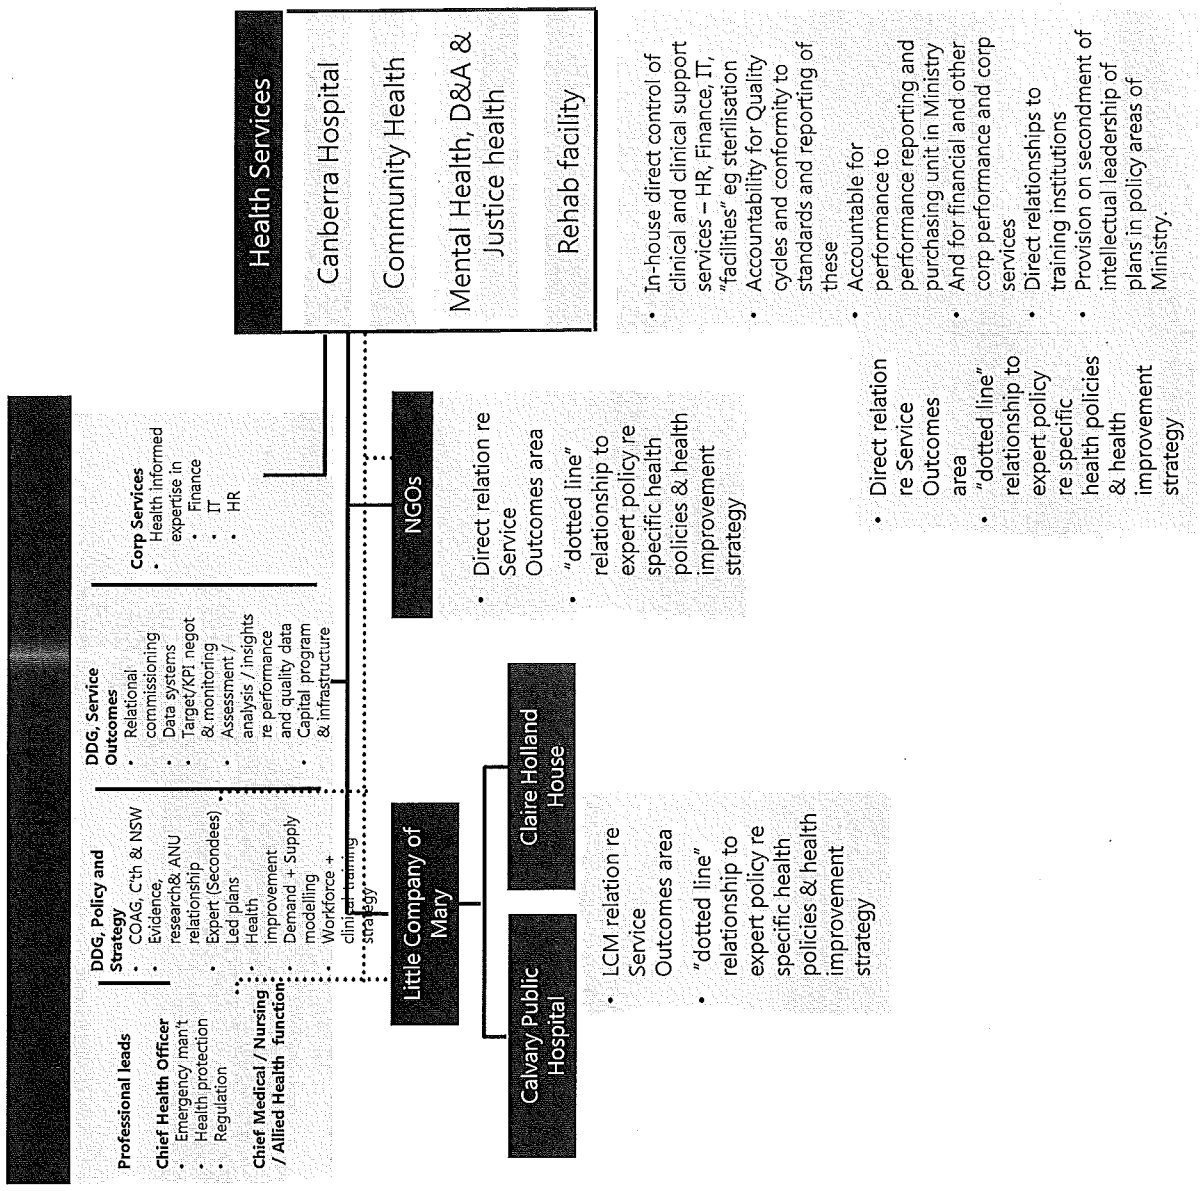 Professional leads
Chief Health Officer
• Emergency man't
• Health protection
• Regulation
Chief Medical / Nursing
/ Allied Health function
DDG, Policy and
Strategy
• COAG, C'th & NSW
• Evidence,
research& ANU
relationship
• Expert (Secondees)
Led plans
• Health
improvement
• Demand + Supply
modelling
• Workforce +
clinical training
strategy
DDG, Service
Outcomes
• Relational
commissioning
• Data systems
• Target/KPI negot
& monitoring
• Assessment /
analysis / insights
re performance
and quality data
• Capital program
& infrastructure
Corp Services
• Health informed
expertise in
• Finance
• IT
• HR
Health Services
Canberra Hospital
Community Health
Mental Health, D&A &
Justice health
Rehab facility
Little Company of
Mary
NGOs
Calvary Public
Hospital
Claire Holland
House
• LCM relation re
Service
Outcomes area
• "dotted line"
relationship to
expert policy re
specific health
policies & health
improvement
strategy
• Direct relation re
Service
Outcomes area
• "dotted line"
relationship to
expert policy re
specific health
policies & health
improvement
strategy
• In-house direct control of
clinical and clinical support
services – HR, Finance, IT,
"facilities" eg sterilisation
• Accountability for Quality
cycles and conformity to
standards and reporting of
these
• Accountable for
performance to
performance reporting and
purchasing unit in Ministry
• And for financial and other
corp performance and corp
services
• Direct relationships to
training institutions
• Provision on secondment of
intellectual leadership of
plans in policy areas of
Ministry.
• Direct relation
re Service
Outcomes
area
• "dotted line"
relationship to
expert policy
re specific
health policies
& health
improvement
strategy